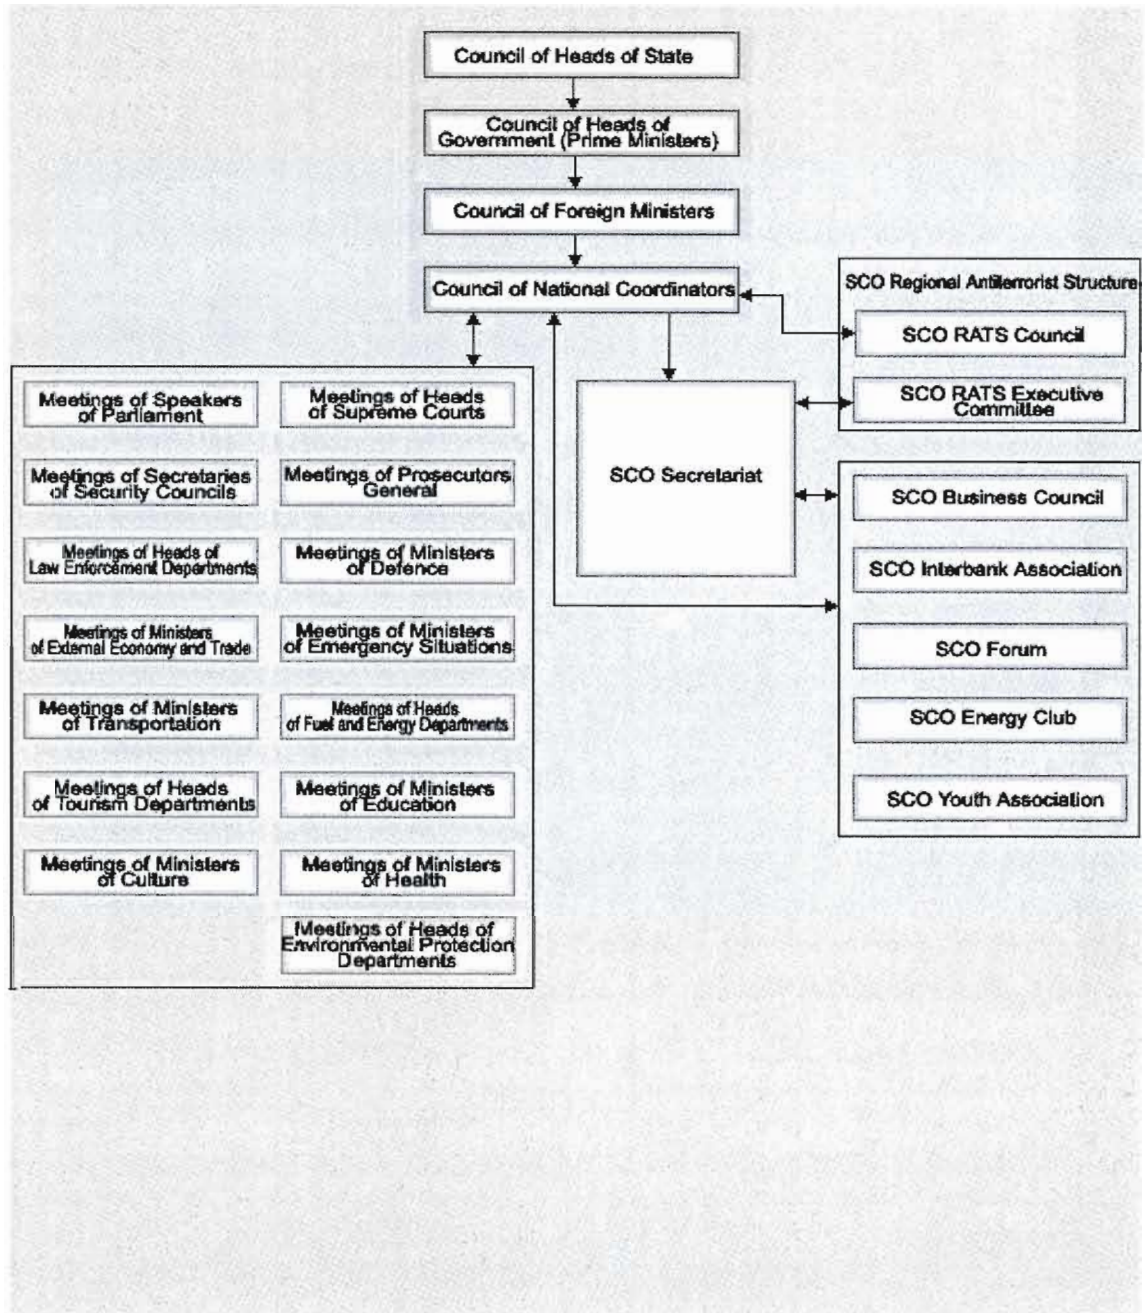 Council of Heads of State
Council of Heads of
Government (Prime Ministers)
Council of Foreign Ministers
Council of National Coordinators
SCO Regional Antiterrorist Structure
SCO RATS Council
SCO RATS Executive
Committee
Meetings of Speakers
of Parliament
Meetings of Heads
of Supreme Courts
Meetings of Secretaries
of Security Councils
Meetings of Prosecutors
General
Meetings of Heads of
Law Enforcement Departments
Meetings of Ministers
of Defence
Meetings of Ministers
of External Economy and Trade
Meetings of Ministers
of Emergency Situations
Meetings of Ministers
of Transportation
Meetings of Heads
of Fuel and Energy Departments
Meetings of Heads
of Tourism Departments
Meetings of Ministers
of Education
Meetings of Ministers
of Culture
Meetings of Ministers
of Health
Meetings of Heads of
Environmental Protection
Departments
SCO Secretariat
SCO Business Council
SCO Interbank Association
SCO Forum
SCO Energy Club
SCO Youth Association